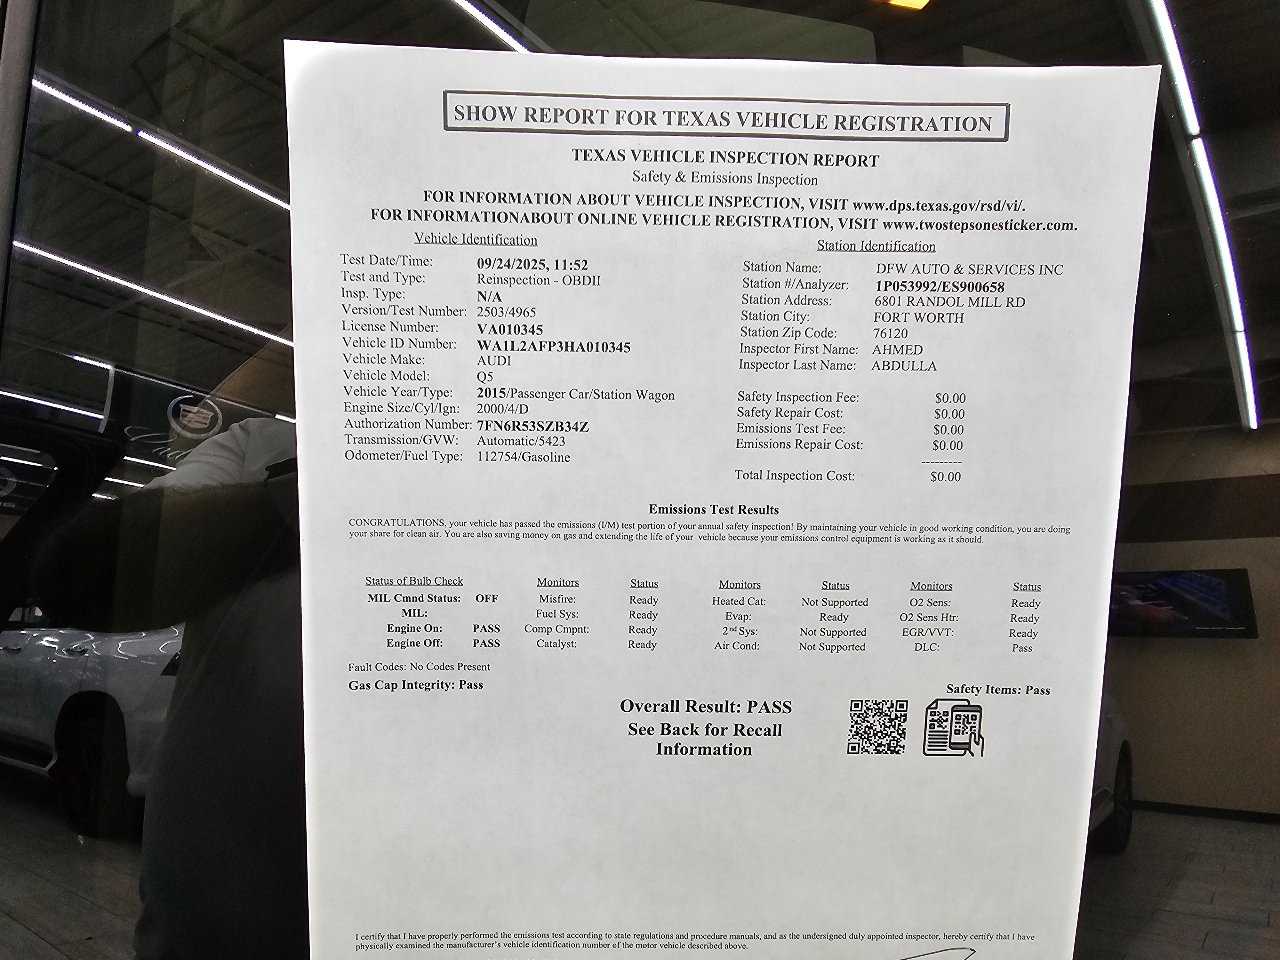 SHOW REPORT FOR TEXAS VEHICLE REGISTRATION
TEXAS VEHICLE INSPECTION REPORT
Safety & Emissions Inspection
FOR INFORMATION ABOUT VEHICLE INSPECTION, VISIT www.dps.texas.gov/rsd/vi/.
FOR INFORMATIONABOUT ONLINE VEHICLE REGISTRATION, VISIT www.twostepsonesticker.com.
Vehicle Identification
Test Date/Time: 09/24/2025, 11:52
Test and Type: Reinspection - OBDII
Insp. Type: N/A
Version/Test Number: 2503/4965
License Number: VA010345
Vehicle ID Number: WA1L2AFP3HA010345
Vehicle Make: AUDI
Vehicle Model: Q5
Vehicle Year/Type: 2015/Passenger Car/Station Wagon
Engine Size/Cyl/Ign: 2000/4/D
Authorization Number: 7FN6R53SZB34Z
Transmission/GVW: Automatic/5423
Odometer/Fuel Type: 112754/Gasoline
Station Identification
Station Name: DFW AUTO & SERVICES INC
Station #/Analyzer: 1P053992/ES900658
Station Address: 6801 RANDOL MILL RD
Station City: FORT WORTH
Station Zip Code: 76120
Inspector First Name: AHMED
Inspector Last Name: ABDULLA
Safety Inspection Fee: $0.00
Safety Repair Cost: $0.00
Emissions Test Fee: $0.00
Emissions Repair Cost: $0.00
---------
Total Inspection Cost: $0.00
Emissions Test Results
CONGRATULATIONS, your vehicle has passed the emissions (I/M) test portion of your annual safety inspection! By maintaining your vehicle in good working condition, you are doing
your share for clean air. You are also saving money on gas and extending the life of your vehicle because your emissions control equipment is working as it should.
Status of Bulb Check Monitors Status Monitors Status Monitors Status
MIL Cmnd Status: OFF Misfire: Ready Heated Cat: Not Supported O2 Sens: Ready
MIL: Fuel Sys: Ready Evap: Ready O2 Sens Htr: Ready
Engine On: PASS Comp Cmpnt: Ready 2nd Sys: Not Supported EGR/VVT: Ready
Engine Off: PASS Catalyst: Ready Air Cond: Not Supported DLC: Pass
Fault Codes: No Codes Present
Gas Cap Integrity: Pass Safety Items: Pass
Overall Result: PASS
See Back for Recall
Information
I certify that I have properly performed the emissions test according to state regulations and procedure manuals, and as the undersigned duly appointed inspector, hereby certify that I have
physically examined the manufacturer's vehicle identification number of the motor vehicle described above.